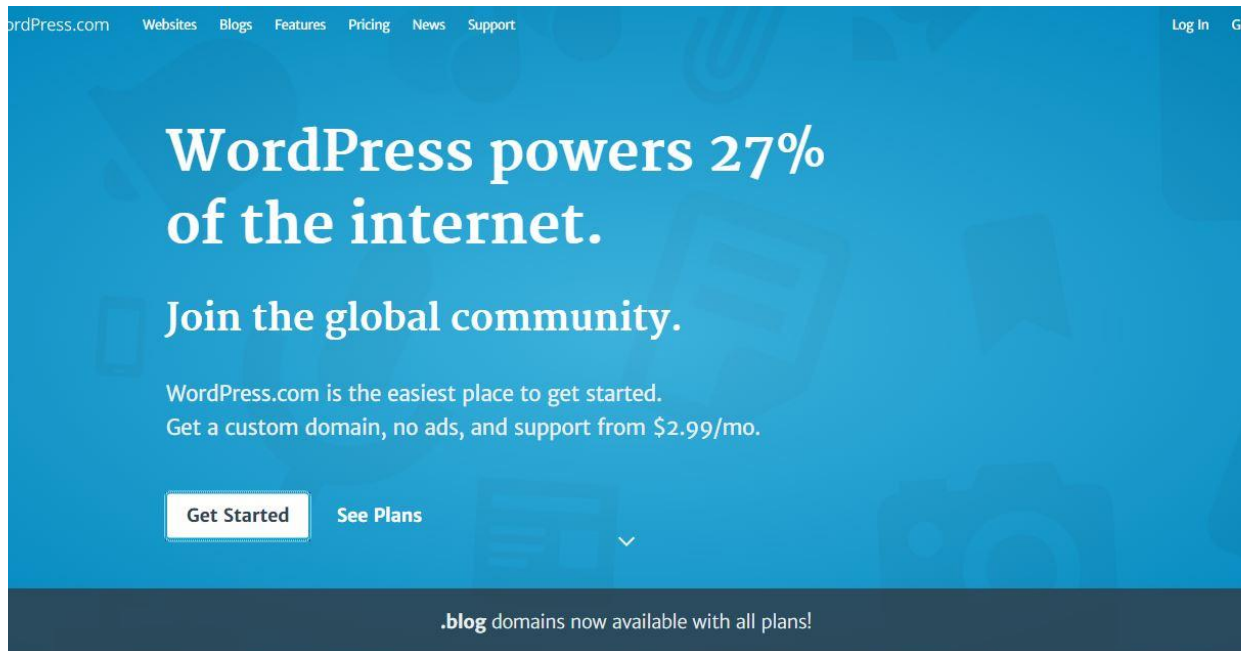 ordPress.com Websites Blogs Features Pricing News Support Log In G
WordPress powers 27%
of the internet.
Join the global community.
WordPress.com is the easiest place to get started.
Get a custom domain, no ads, and support from $2.99/mo.
Get Started See Plans
.blog domains now available with all plans!